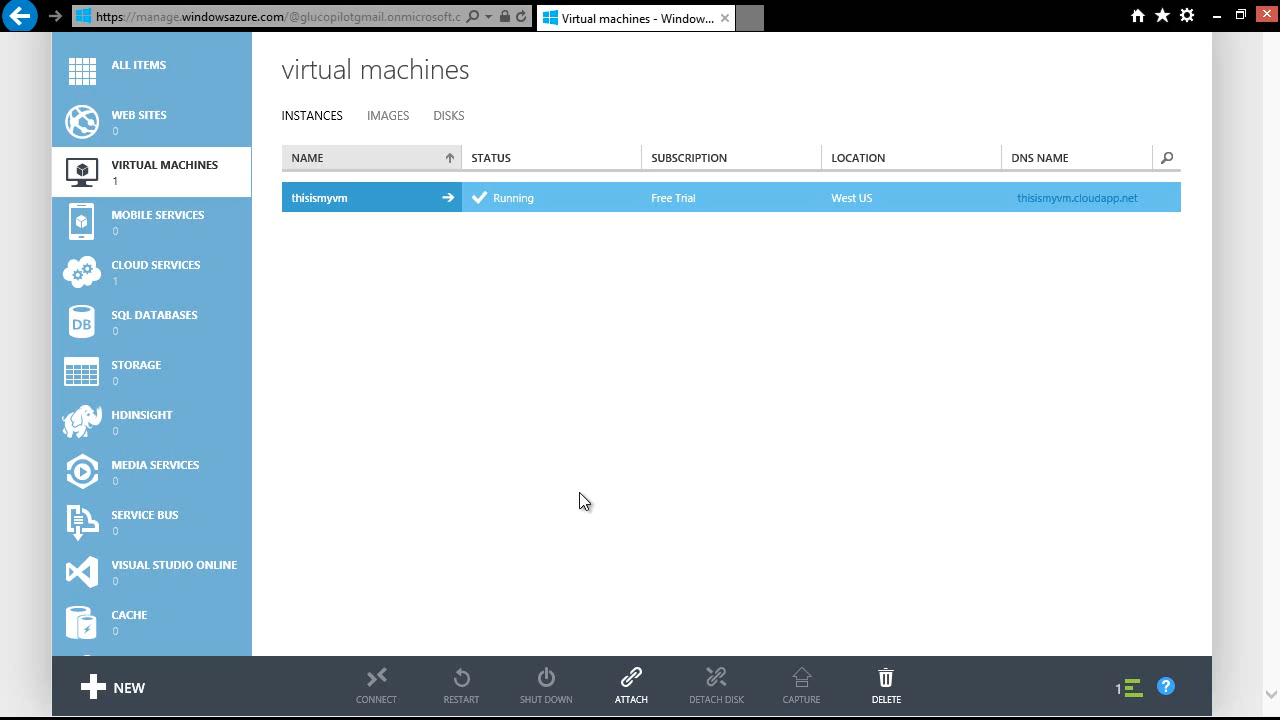 https://manage.windowsazure.com/@glucopilotgmail.onmicrosoft.c
Virtual machines - Window...
ALL ITEMS
WEB SITES
0
VIRTUAL MACHINES
1
MOBILE SERVICES
0
CLOUD SERVICES
1
SQL DATABASES
0
DB
STORAGE
0
HDINSIGHT
0
MEDIA SERVICES
0
SERVICE BUS
0
VISUAL STUDIO ONLINE
0
CACHE
0
virtual machines
INSTANCES IMAGES DISKS
NAME STATUS SUBSCRIPTION LOCATION DNS NAME
thisismyvm Running Free Trial West US thisismyvm.cloudapp.net
NEW
CONNECT RESTART SHUT DOWN ATTACH DETACH DISK CAPTURE DELETE
1
?